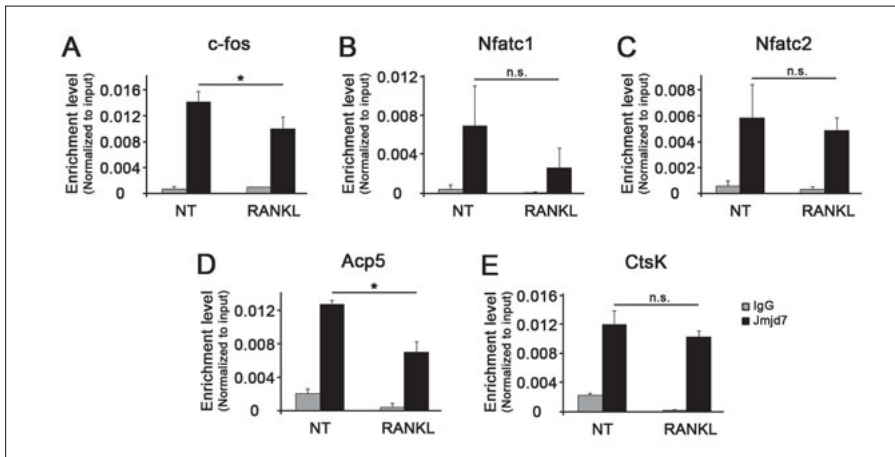 A
c-fos
Enrichment level
(Normalized to input)
0.016
0.012
0.008
0.004
0
*
NT
RANKL
B
Nfatc1
Enrichment level
(Normalized to input)
0.012
0.008
0.004
0
n.s.
NT
RANKL
C
Nfatc2
Enrichment level
(Normalized to input)
0.010
0.008
0.006
0.004
0.002
0
n.s.
NT
RANKL
D
Acp5
Enrichment level
(Normalized to input)
0.012
0.008
0.004
0
*
NT
RANKL
E
CtsK
Enrichment level
(Normalized to input)
0.016
0.012
0.008
0.004
0
n.s.
NT
RANKL
IgG
Jmjd7